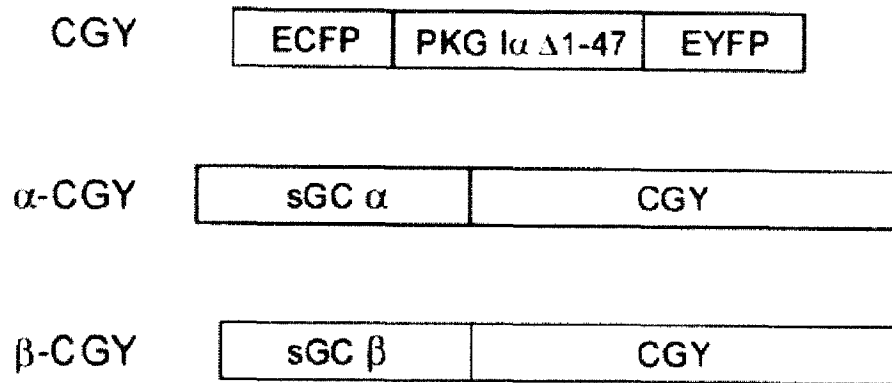 CGY ECFP PKG Iα Δ1-47 EYFP
α-CGY sGC α CGY
β-CGY sGC β CGY